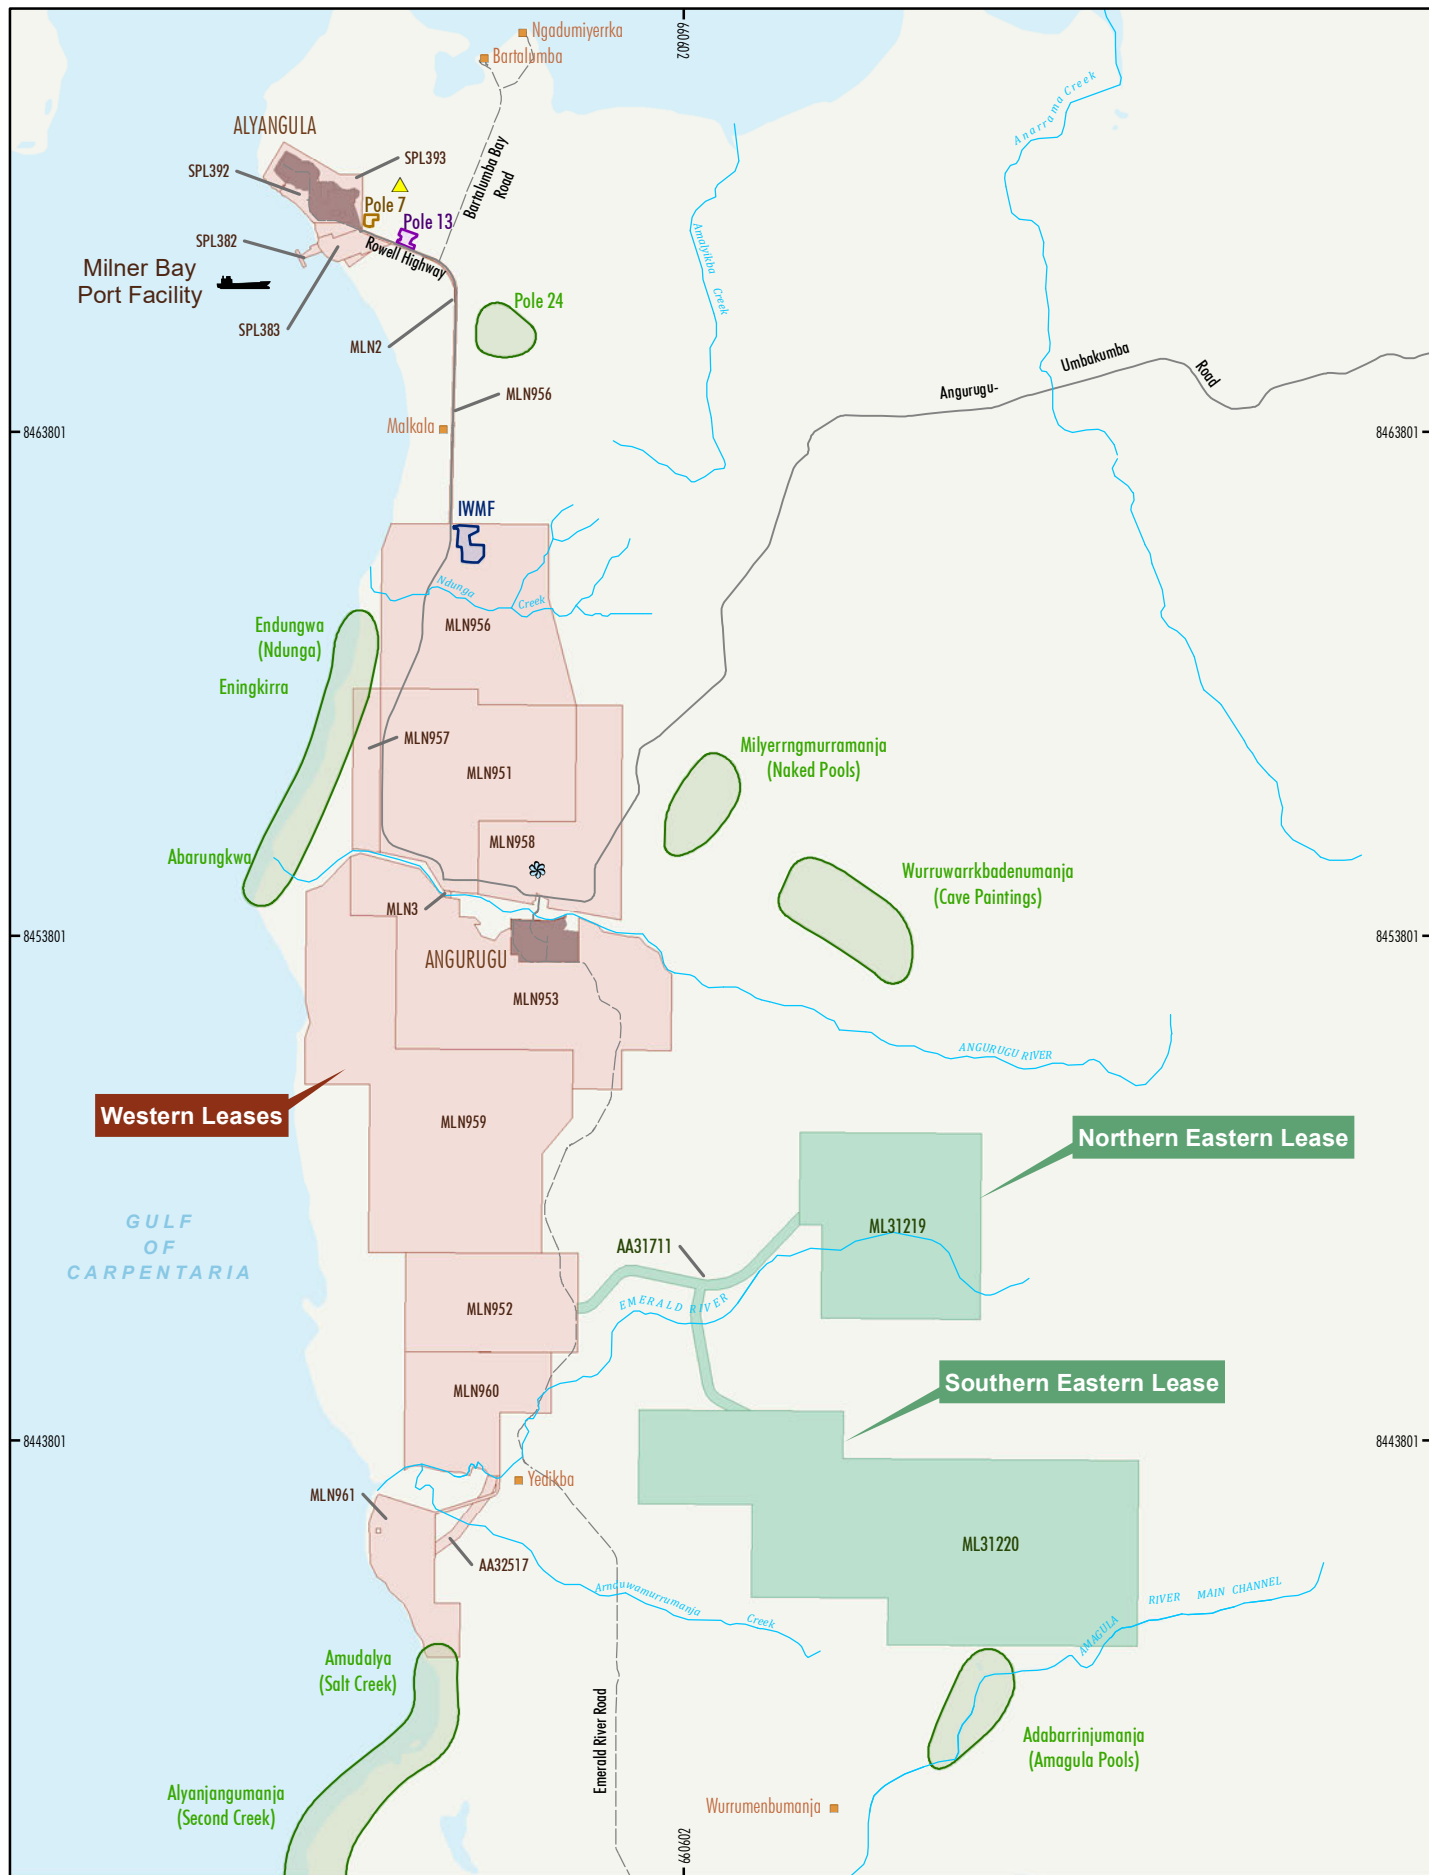 Ngadumiyerrka
660602
Bartalumba
Anarrama Creek
ALYANGULA
SPL393
SPL392
Bartalumba Bay
Road
Pole 7
Pole 13
SPL382
Rowell Highway
Amalyikba
Creek
Milner Bay
Port Facility
Pole 24
SPL383
MLN2
Angurugu-
Umbakumba
Road
MLN956
Malkala
8463801
8463801
IWMF
Ndunga
Creek
MLN956
Endungwa
(Ndunga)
Eningkirra
MLN957
MLN951
Milyerrngmurramanja
(Naked Pools)
MLN958
Abarungkwa
Wurruwarrkbadenumanja
(Cave Paintings)
MLN3
8453801
8453801
ANGURUGU
MLN953
ANGURUGU RIVER
Western Leases
MLN959
Northern Eastern Lease
GULF
OF
CARPENTARIA
ML31219
AA31711
EMERALD RIVER
MLN952
MLN960
Southern Eastern Lease
8443801
8443801
Yedikba
MLN961
ML31220
AA32517
Arnduwamurrumanja
Creek
AMAGULA
RIVER MAIN CHANNEL
Amudalya
(Salt Creek)
Emerald River Road
Adabarrinjumanja
(Amagula Pools)
Alyanjangumanja
(Second Creek)
Wurrumenbumanja
660602